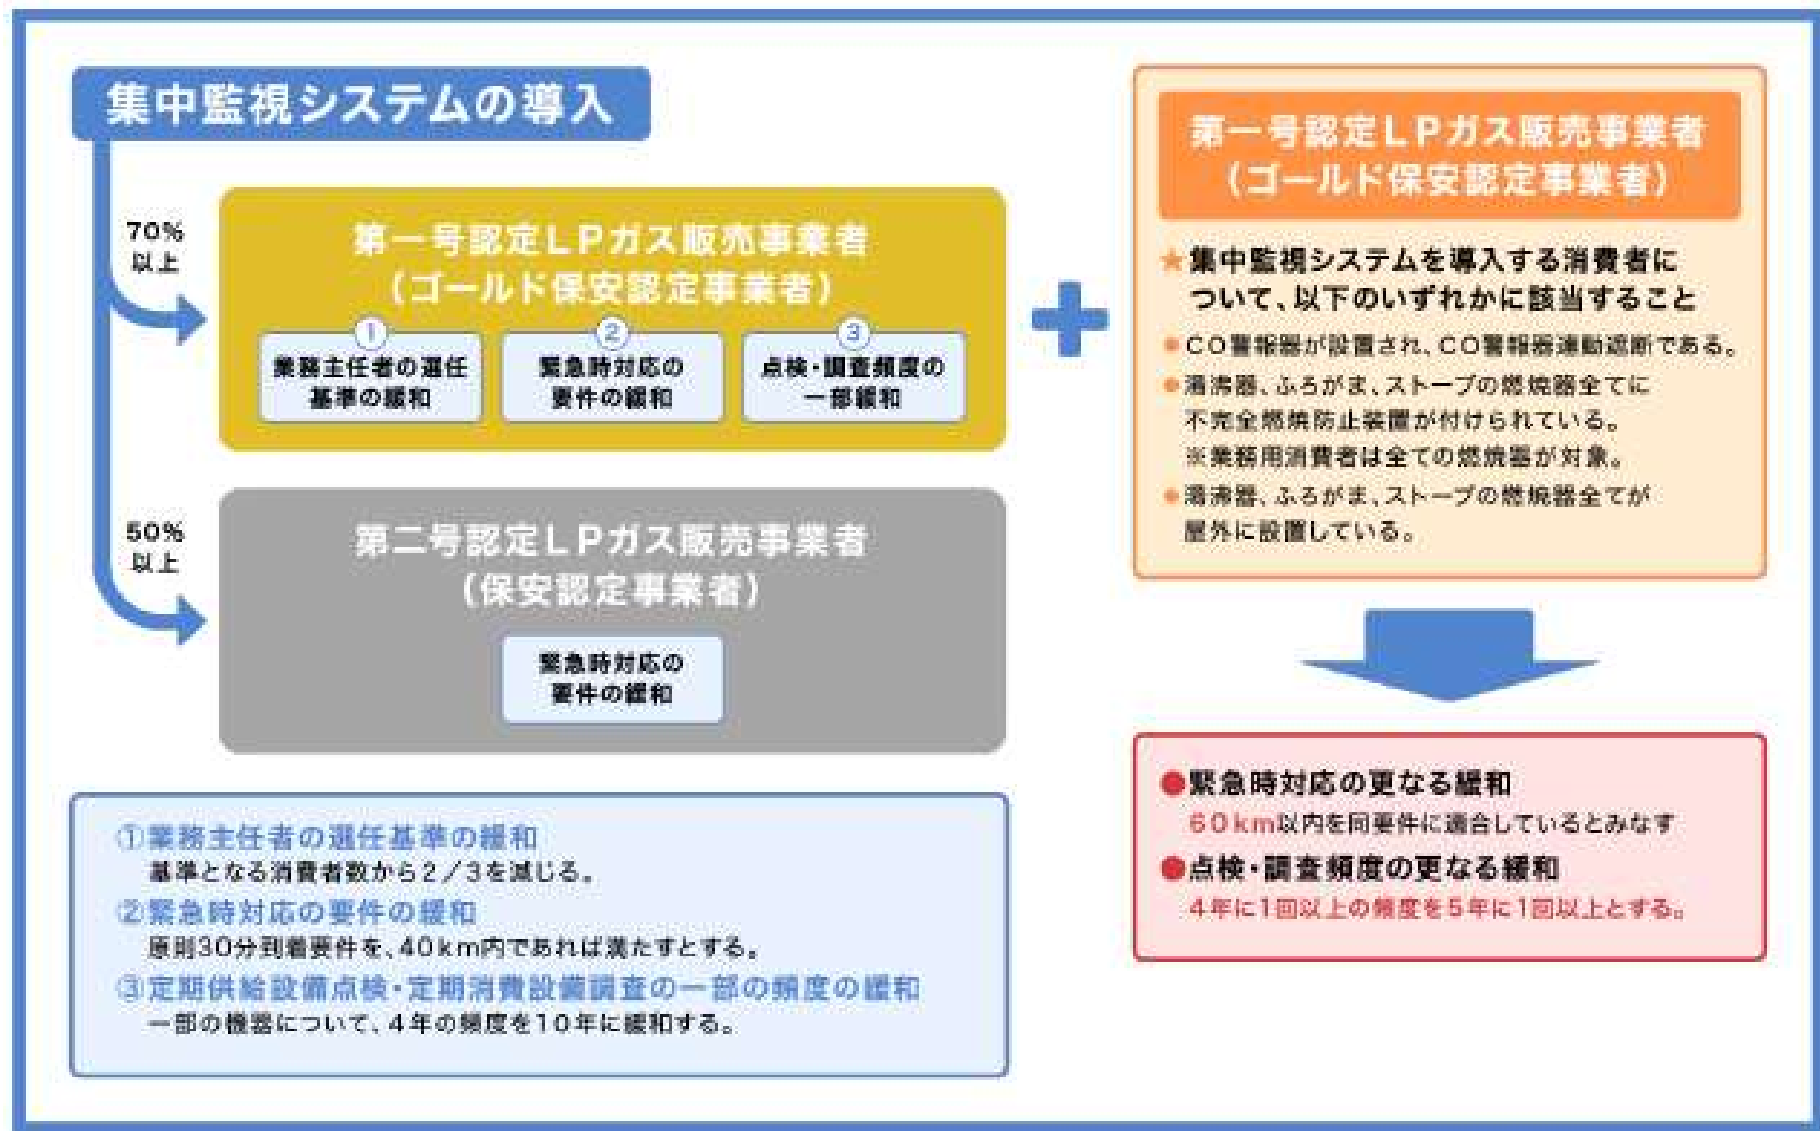 集中監視システムの導入
70%
以上
第一号認定LPガス販売事業者
(ゴールド保安認定事業者)
①
業務主任者の選任
基準の緩和
②
緊急時対応の
要件の緩和
③
点検・調査頻度の
一部緩和
50%
以上
第二号認定LPガス販売事業者
(保安認定事業者)
緊急時対応の
要件の緩和
①業務主任者の選任基準の緩和
基準となる消費者数から2/3を減じる。
②緊急時対応の要件の緩和
原則30分到着要件を、40km内であれば満たすとする。
③定期供給設備点検・定期消費設備調査の一部の頻度の緩和
一部の機器について、4年の頻度を10年に緩和する。
第一号認定LPガス販売事業者
(ゴールド保安認定事業者)
★集中監視システムを導入する消費者に
ついて、以下のいずれかに該当すること
●CO警報器が設置され、CO警報器連動遮断である。
●湯沸器、ふろがま、ストーブの燃焼器全てに
不完全燃焼防止装置が付けられている。
※業務用消費者は全ての燃焼器が対象。
●湯沸器、ふろがま、ストーブの燃焼器全てが
屋外に設置している。
●緊急時対応の更なる緩和
60km以内を同要件に適合しているとみなす
●点検・調査頻度の更なる緩和
4年に1回以上の頻度を5年に1回以上とする。